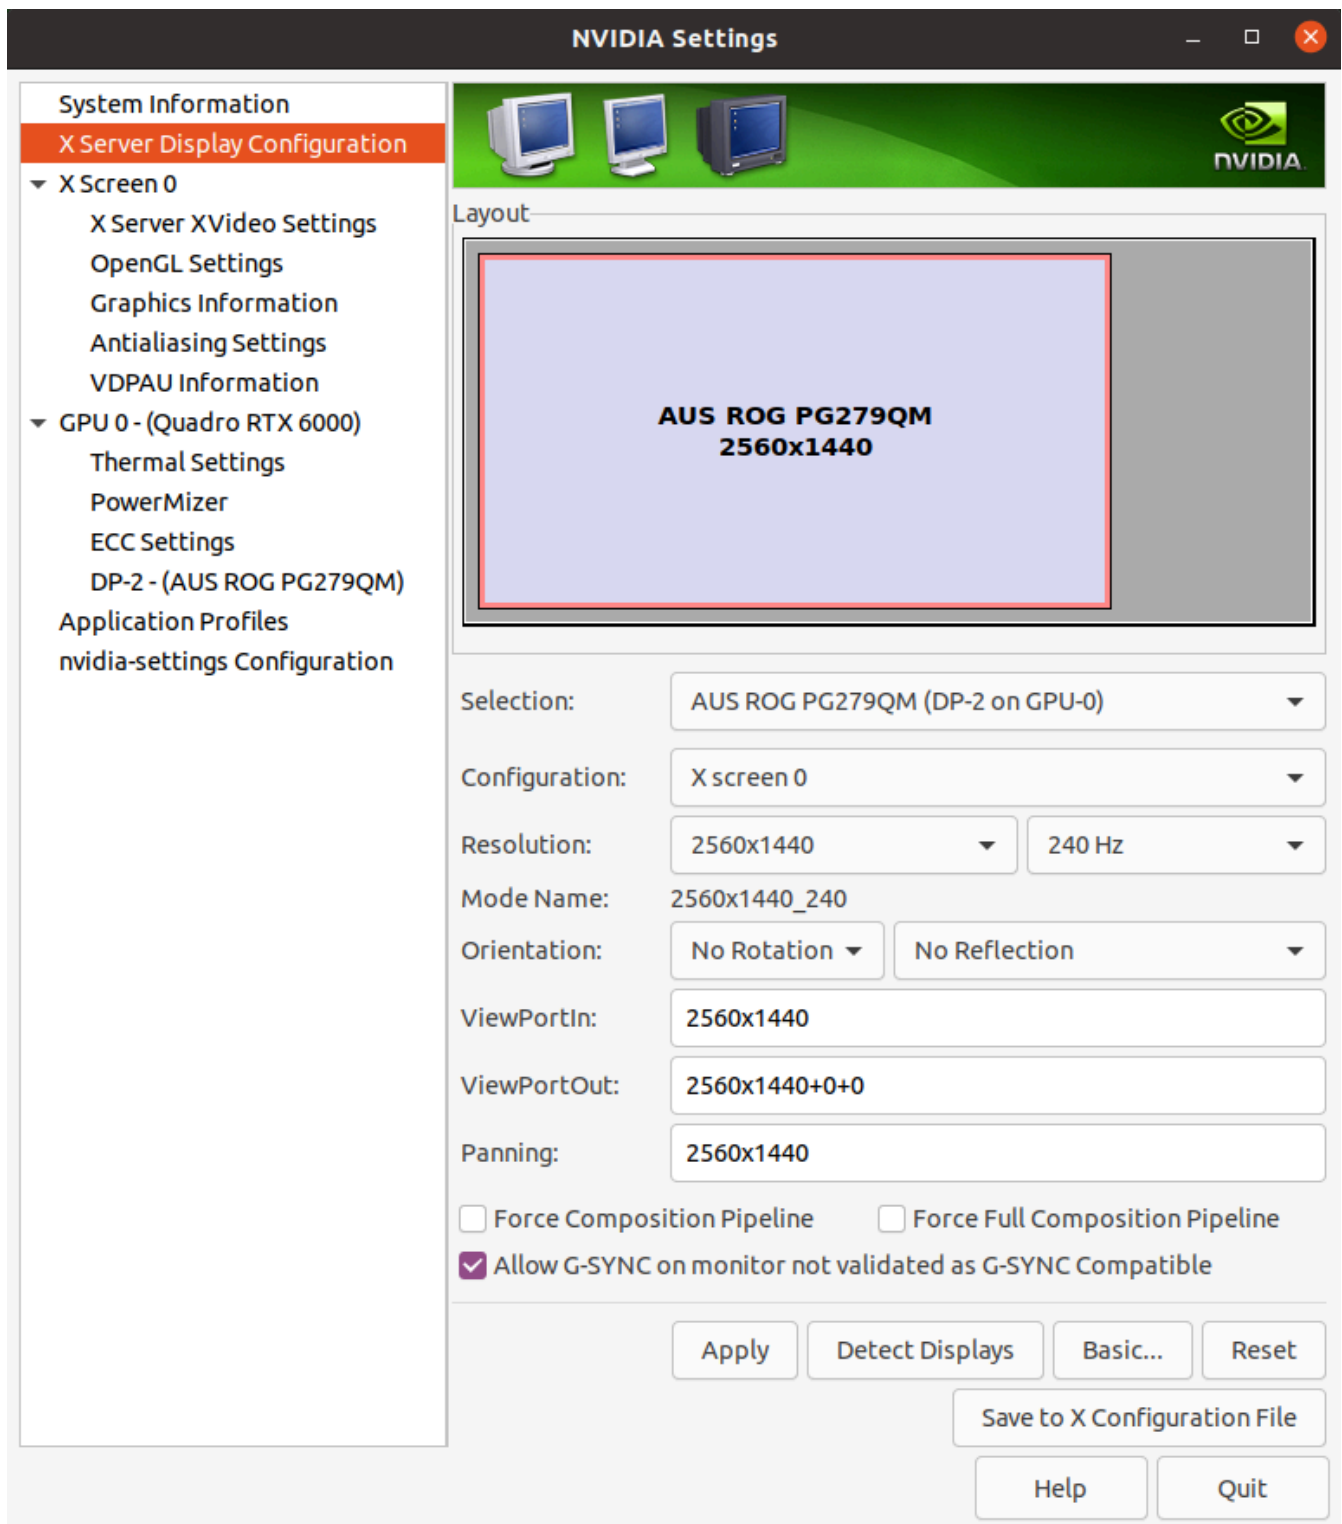 NVIDIA Settings
System Information
X Server Display Configuration
X Screen 0
X Server XVideo Settings
OpenGL Settings
Graphics Information
Antialiasing Settings
VDPAU Information
GPU 0 - (Quadro RTX 6000)
Thermal Settings
PowerMizer
ECC Settings
DP-2 - (AUS ROG PG279QM)
Application Profiles
nvidia-settings Configuration
NVIDIA.
Layout
AUS ROG PG279QM
2560x1440
Selection: AUS ROG PG279QM (DP-2 on GPU-0)
Configuration: X screen 0
Resolution: 2560x1440 240 Hz
Mode Name: 2560x1440_240
Orientation: No Rotation No Reflection
ViewPortIn: 2560x1440
ViewPortOut: 2560x1440+0+0
Panning: 2560x1440
Force Composition Pipeline Force Full Composition Pipeline
Allow G-SYNC on monitor not validated as G-SYNC Compatible
Apply Detect Displays Basic... Reset
Save to X Configuration File
Help Quit